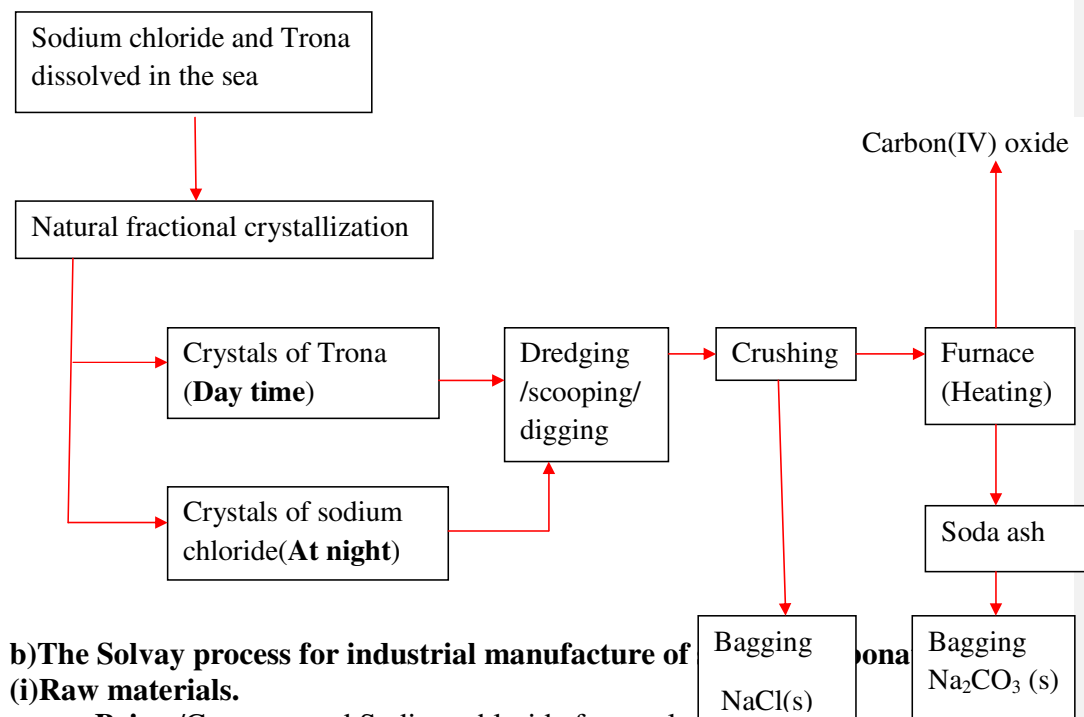 Sodium chloride and Trona
dissolved in the sea
Carbon(IV) oxide
Natural fractional crystallization
Crystals of Trona
(Day time)
Dredging
/scooping/
digging
Crushing
Furnace
(Heating)
Crystals of sodium
chloride(At night)
Soda ash
Bagging
NaCl(s)
Bagging
Na₂CO₃ (s)
b)The Solvay process for industrial manufacture of
(i)Raw materials.
Sodium chloride